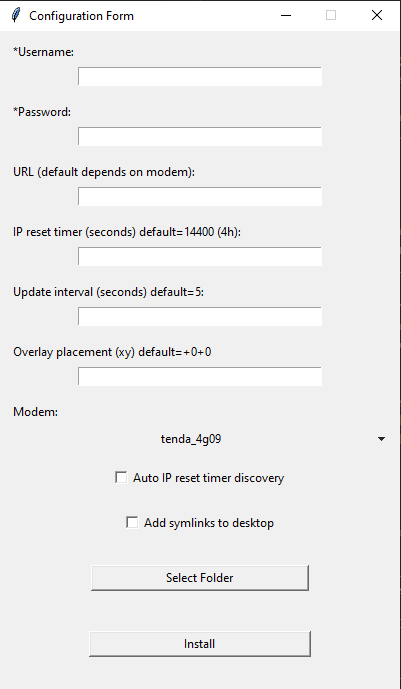 Configuration Form
*Username:
*Password:
URL (default depends on modem):
IP reset timer (seconds) default=14400 (4h):
Update interval (seconds) default=5:
Overlay placement (xy) default=+0+0
Modem:
tenda_4g09
Auto IP reset timer discovery
Add symlinks to desktop
Select Folder
Install